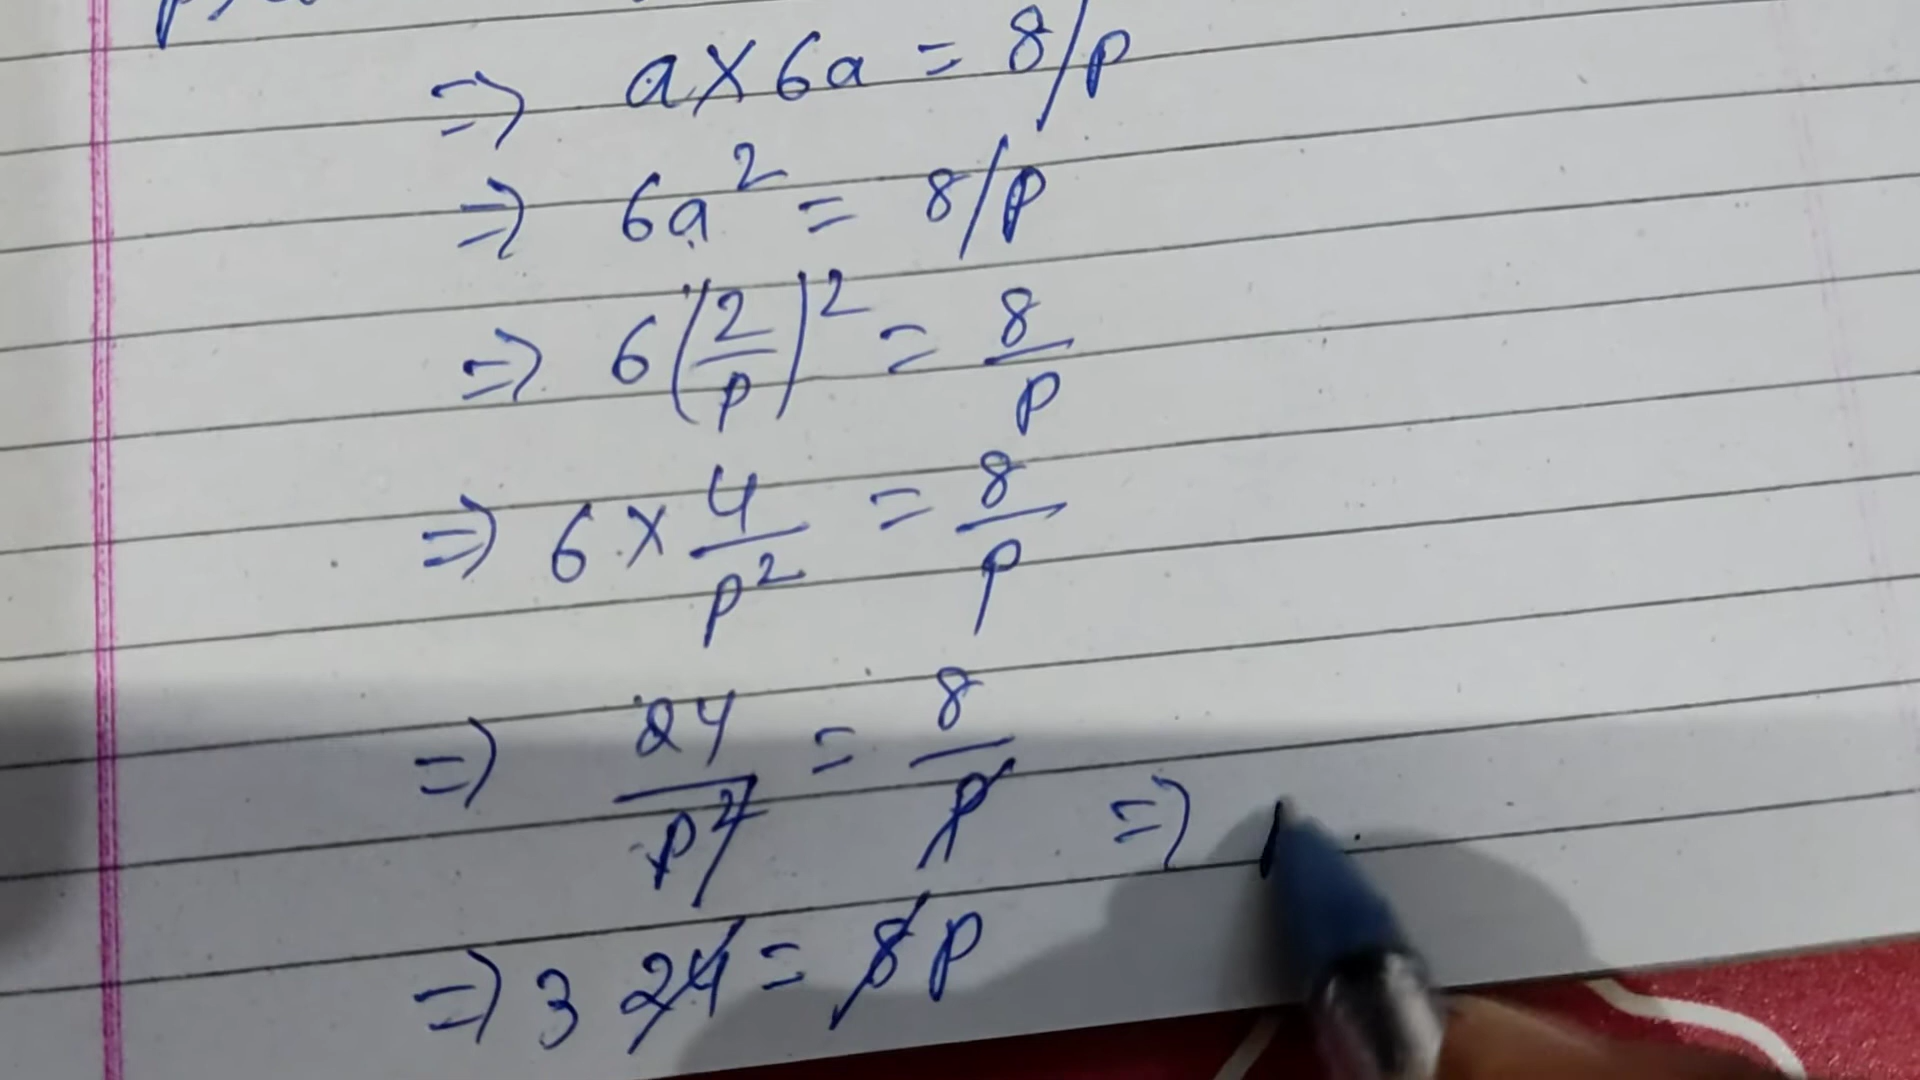 ⇒ a × 6a = 8/p
⇒ 6a² = 8/p
⇒ 6(2/p)² = 8/p
⇒ 6 × 4/p² = 8/p
⇒ 24/p² = 8/p ⇒
⇒ 3 24 = 8p